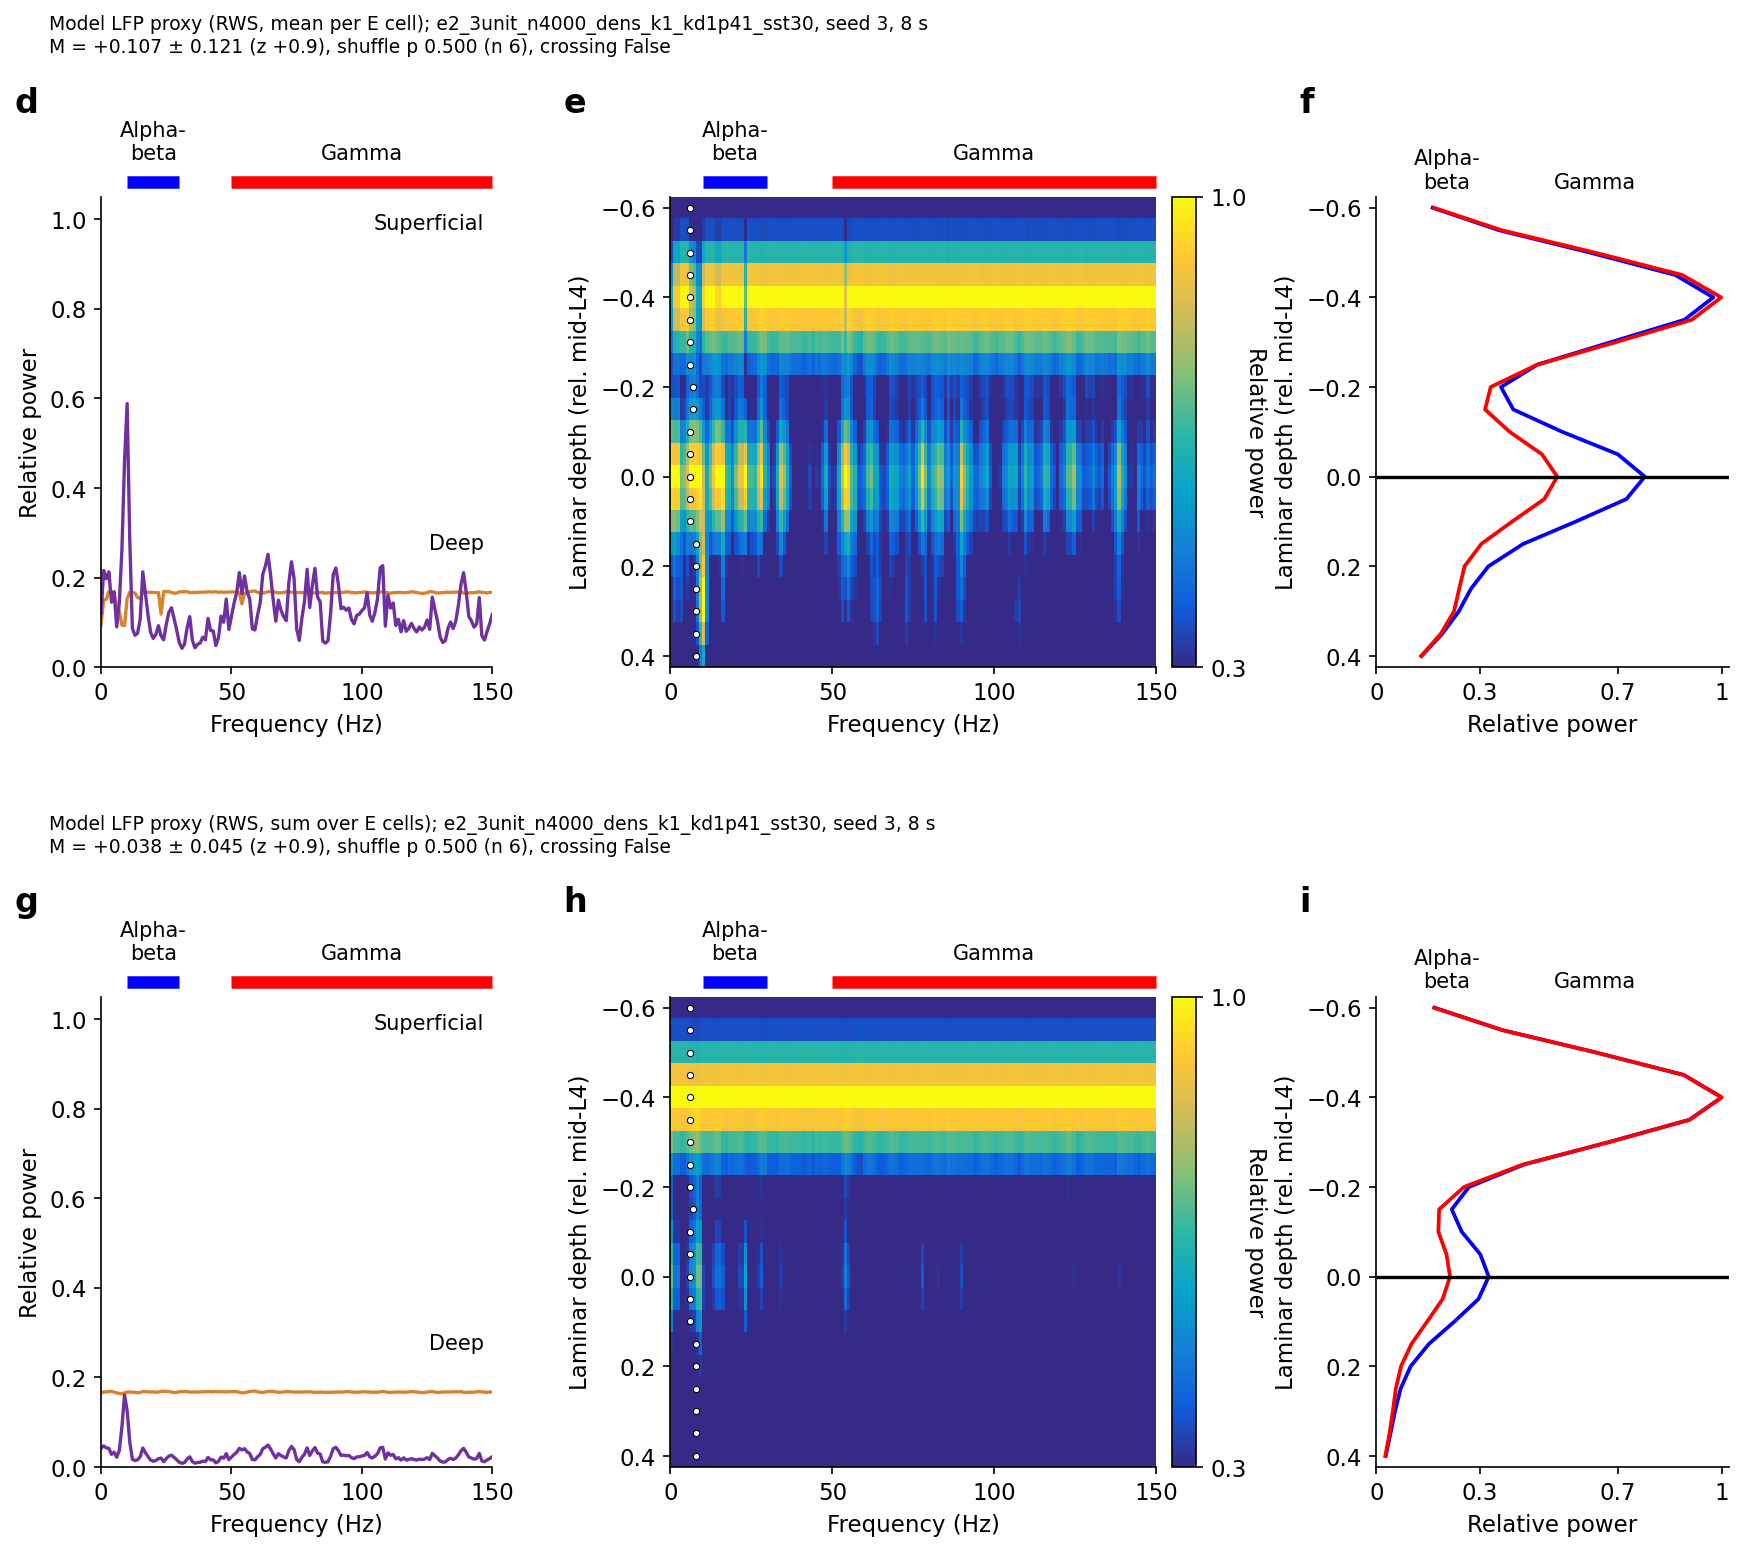 Model LFP proxy (RWS, mean per E cell); e2_3unit_n4000_dens_k1_kd1p41_sst30, seed 3, 8 s
M = +0.107 ± 0.121 (z +0.9), shuffle p 0.500 (n 6), crossing False
d
Alpha-
beta
Gamma
Superficial
Deep
1.0
0.8
0.6
0.4
0.2
0.0
0
50
100
150
Relative power
Frequency (Hz)
e
Alpha-
beta
Gamma
−0.6
−0.4
−0.2
0.0
0.2
0.4
0
50
100
150
Laminar depth (rel. mid-L4)
Frequency (Hz)
1.0
0.3
Relative power
f
Alpha-
beta
Gamma
−0.6
−0.4
−0.2
0.0
0.2
0.4
0
0.3
0.7
1
Laminar depth (rel. mid-L4)
Relative power
Model LFP proxy (RWS, sum over E cells); e2_3unit_n4000_dens_k1_kd1p41_sst30, seed 3, 8 s
M = +0.038 ± 0.045 (z +0.9), shuffle p 0.500 (n 6), crossing False
g
Alpha-
beta
Gamma
Superficial
Deep
1.0
0.8
0.6
0.4
0.2
0.0
0
50
100
150
Relative power
Frequency (Hz)
h
Alpha-
beta
Gamma
−0.6
−0.4
−0.2
0.0
0.2
0.4
0
50
100
150
Laminar depth (rel. mid-L4)
Frequency (Hz)
1.0
0.3
Relative power
i
Alpha-
beta
Gamma
−0.6
−0.4
−0.2
0.0
0.2
0.4
0
0.3
0.7
1
Laminar depth (rel. mid-L4)
Relative power